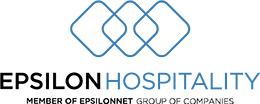 EPSILONHOSPITALITY
MEMBER OF EPSILONNET GROUP OF COMPANIES